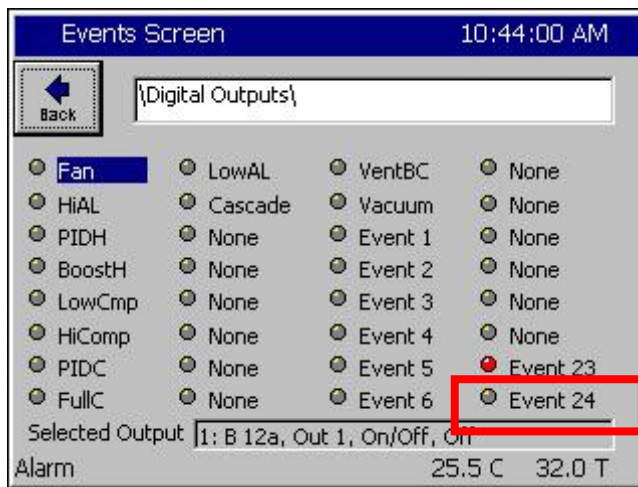 Events Screen 10:44:00 AM
Back
\Digital Outputs\
Fan LowAL VentBC None
HiAL Cascade Vacuum None
PIDH None Event 1 None
BoostH None Event 2 None
LowCmp None Event 3 None
HiComp None Event 4 None
PIDC None Event 5 Event 23
FullC None Event 6 Event 24
Selected Output 1: B 12a, Out 1, On/Off, Off
Alarm 25.5 C 32.0 T